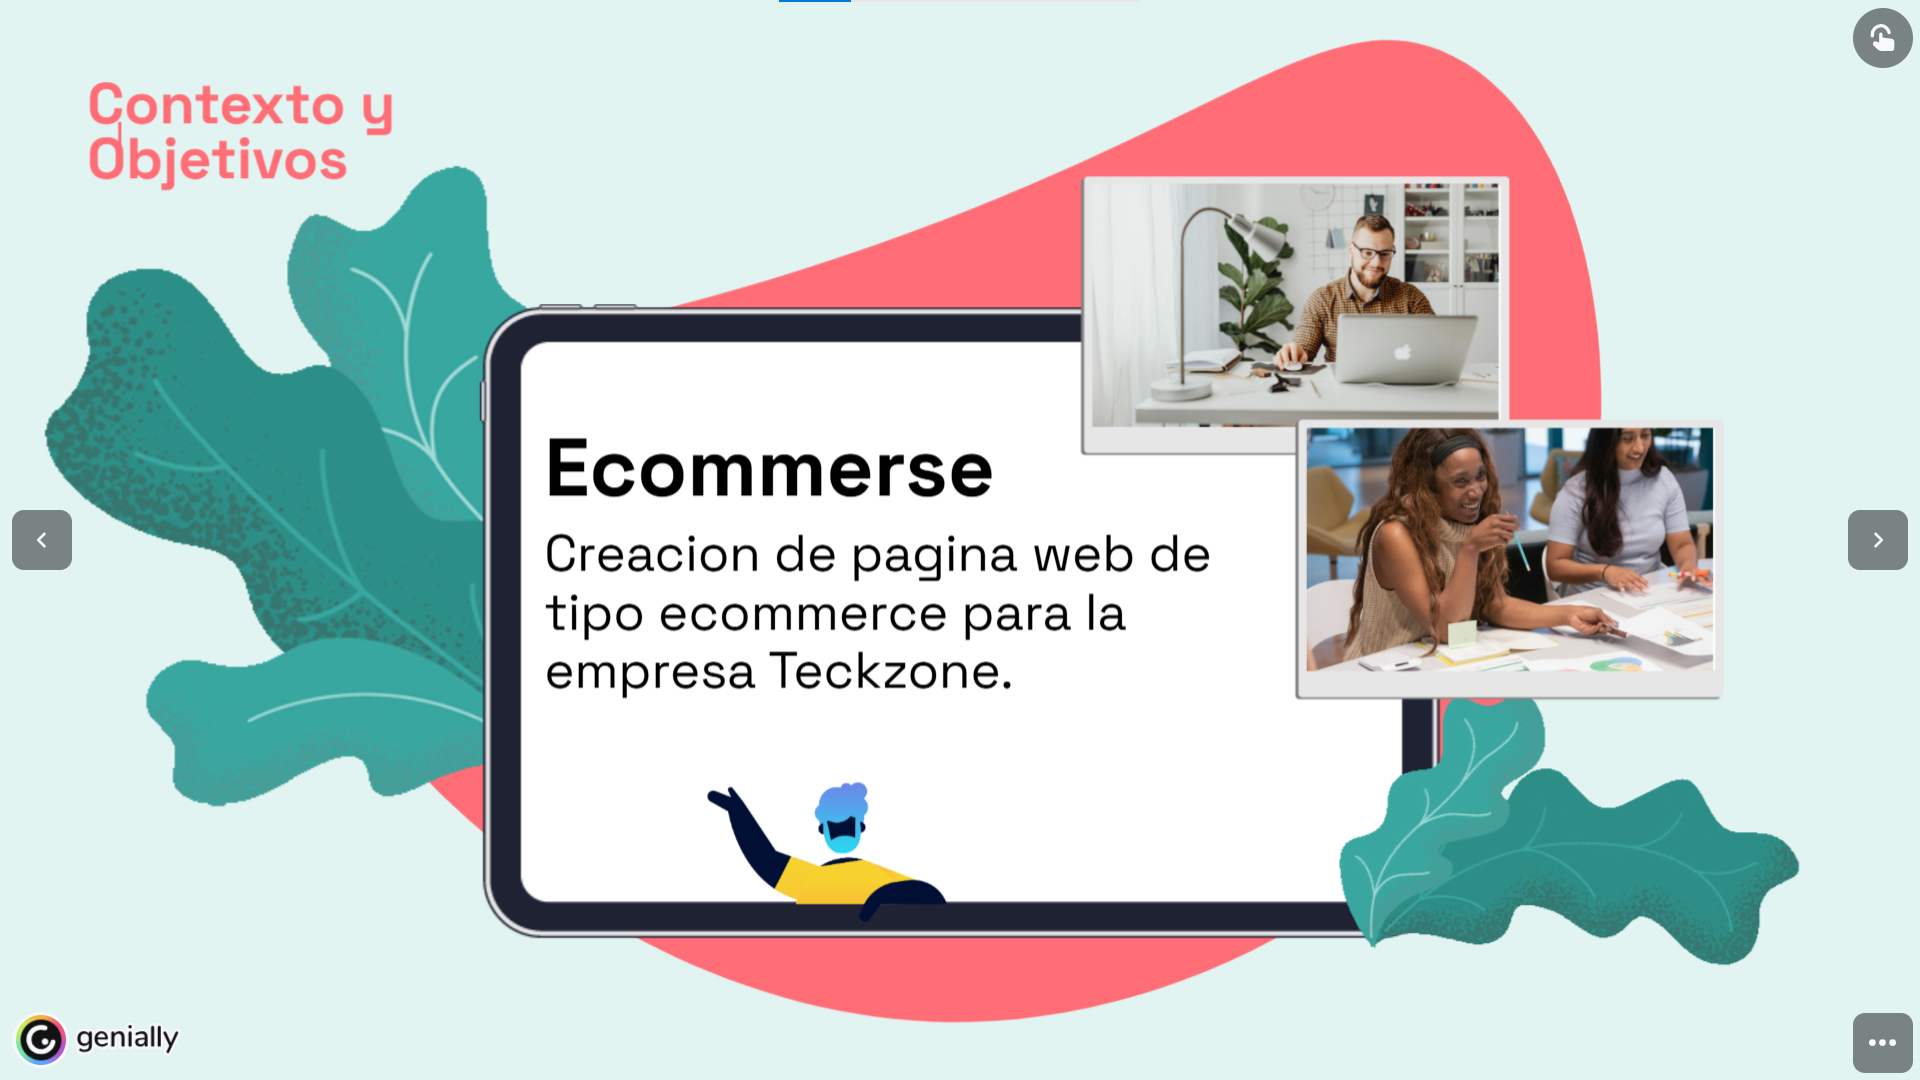 Contexto y
Objetivos
Ecommerse
Creacion de pagina web de
tipo ecommerce para la
empresa Teckzone.
genially